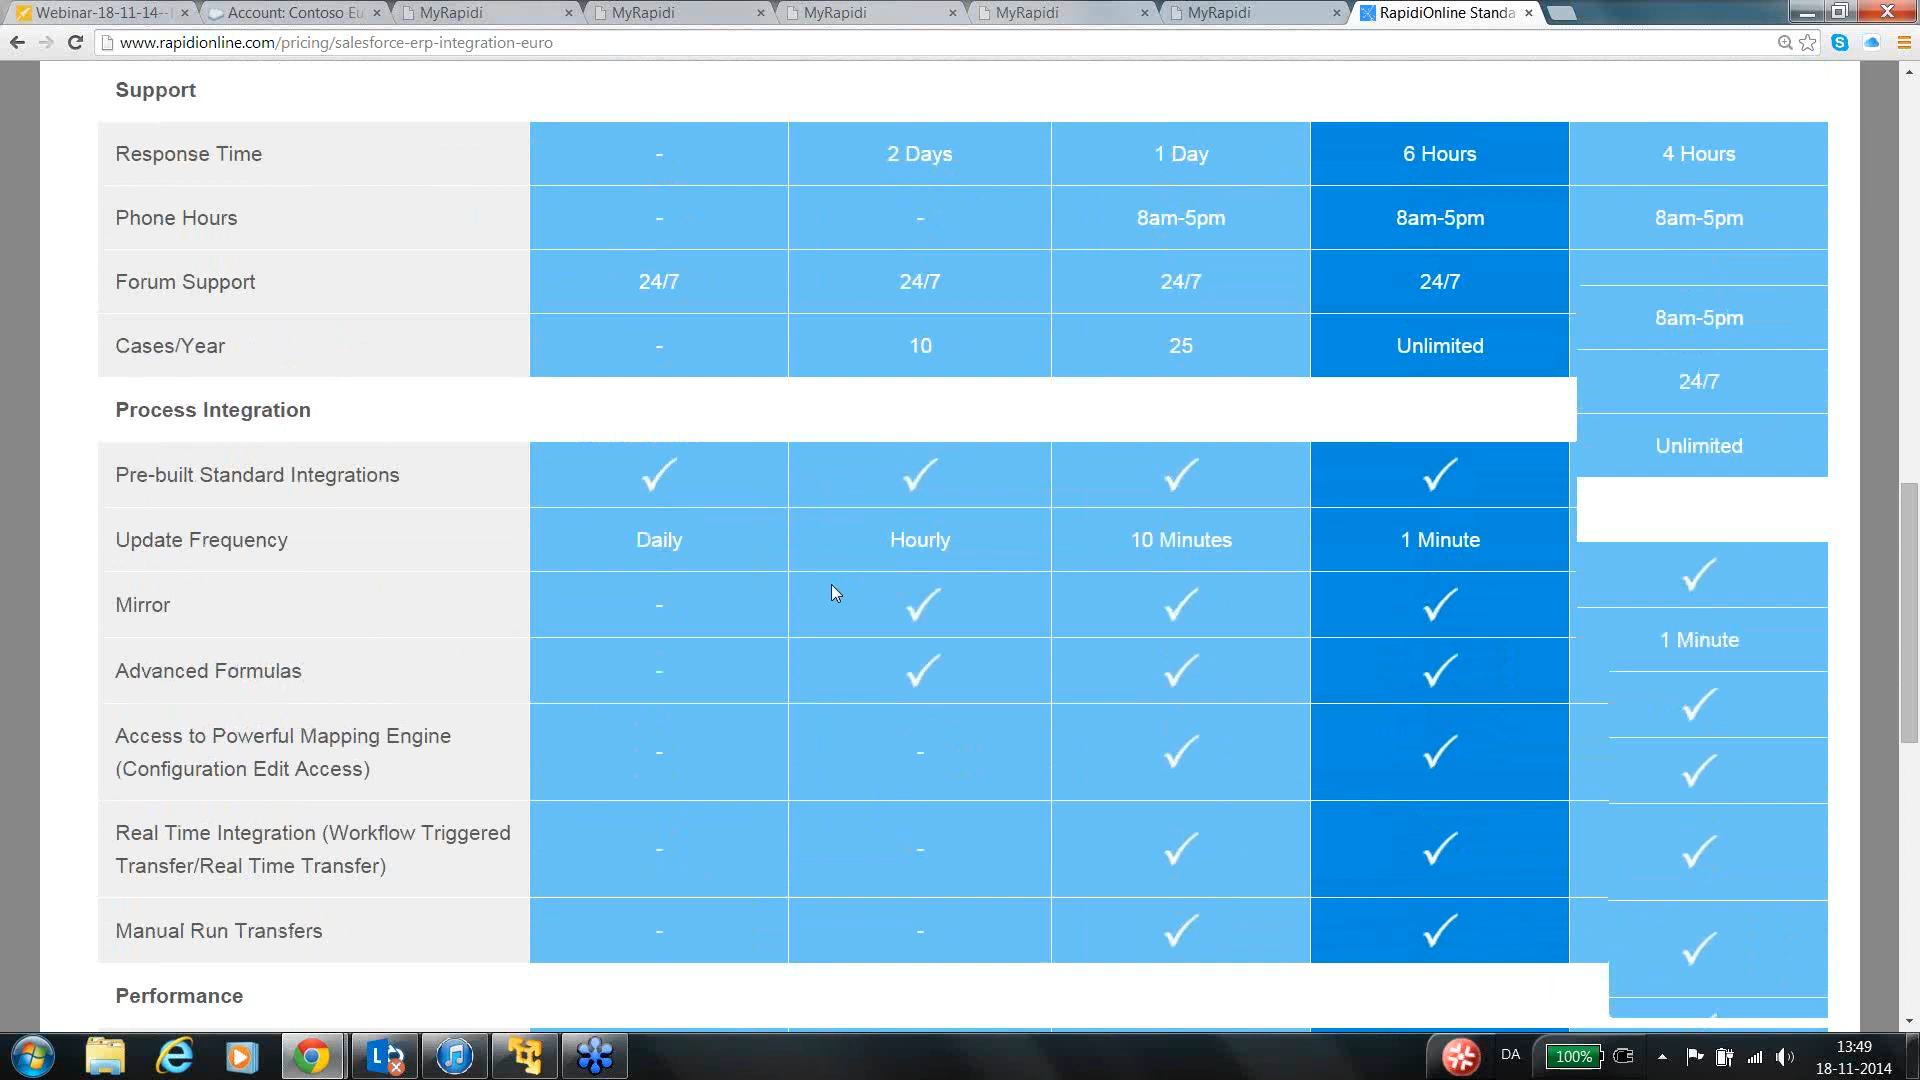 Webinar-18-11-14--
Account: Contoso Eu
MyRapidi
MyRapidi
MyRapidi
MyRapidi
MyRapidi
RapidiOnline Standa
www.rapidionline.com/pricing/salesforce-erp-integration-euro
Support
Response Time - 2 Days 1 Day 6 Hours 4 Hours
Phone Hours - - 8am-5pm 8am-5pm 8am-5pm
Forum Support 24/7 24/7 24/7 24/7
8am-5pm
Cases/Year - 10 25 Unlimited
24/7
Process Integration
Unlimited
Pre-built Standard Integrations ✓ ✓ ✓ ✓
Update Frequency Daily Hourly 10 Minutes 1 Minute
✓
Mirror - ✓ ✓ ✓
1 Minute
Advanced Formulas - ✓ ✓ ✓
✓
Access to Powerful Mapping Engine
(Configuration Edit Access) - - ✓ ✓
✓
Real Time Integration (Workflow Triggered
Transfer/Real Time Transfer) - - ✓ ✓
✓
Manual Run Transfers - - ✓ ✓
✓
Performance
DA
100%
13:49
18-11-2014